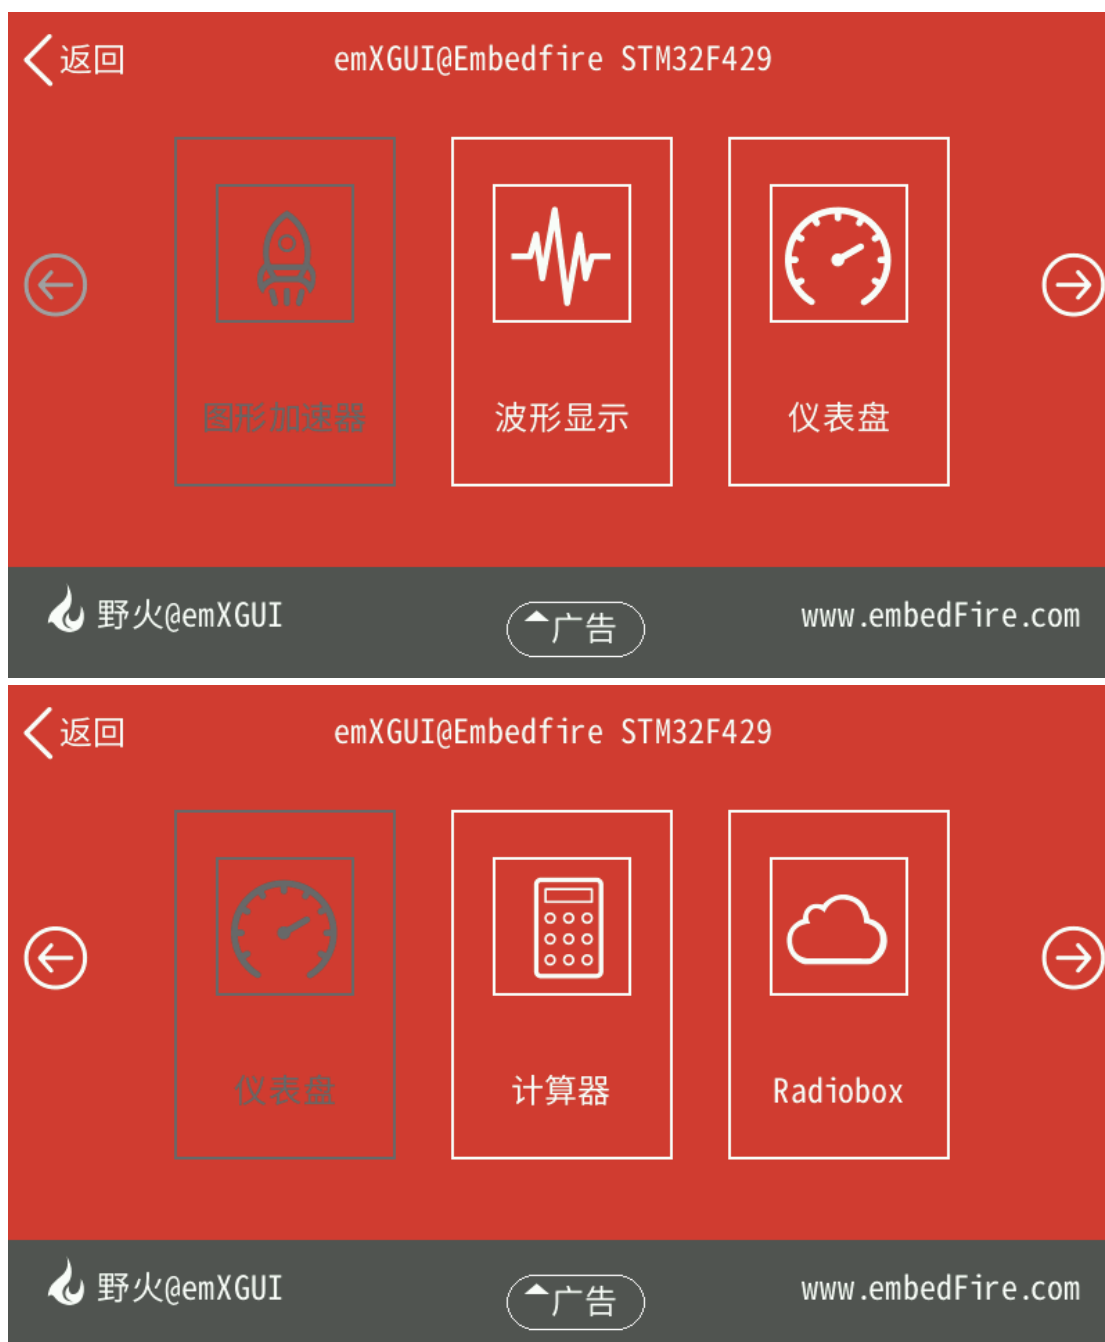 返回
emXGUI@Embedfire STM32F429
图形加速器
波形显示
仪表盘
野火@emXGUI
广告
www.embedFire.com
返回
emXGUI@Embedfire STM32F429
仪表盘
计算器
Radiobox
野火@emXGUI
广告
www.embedFire.com